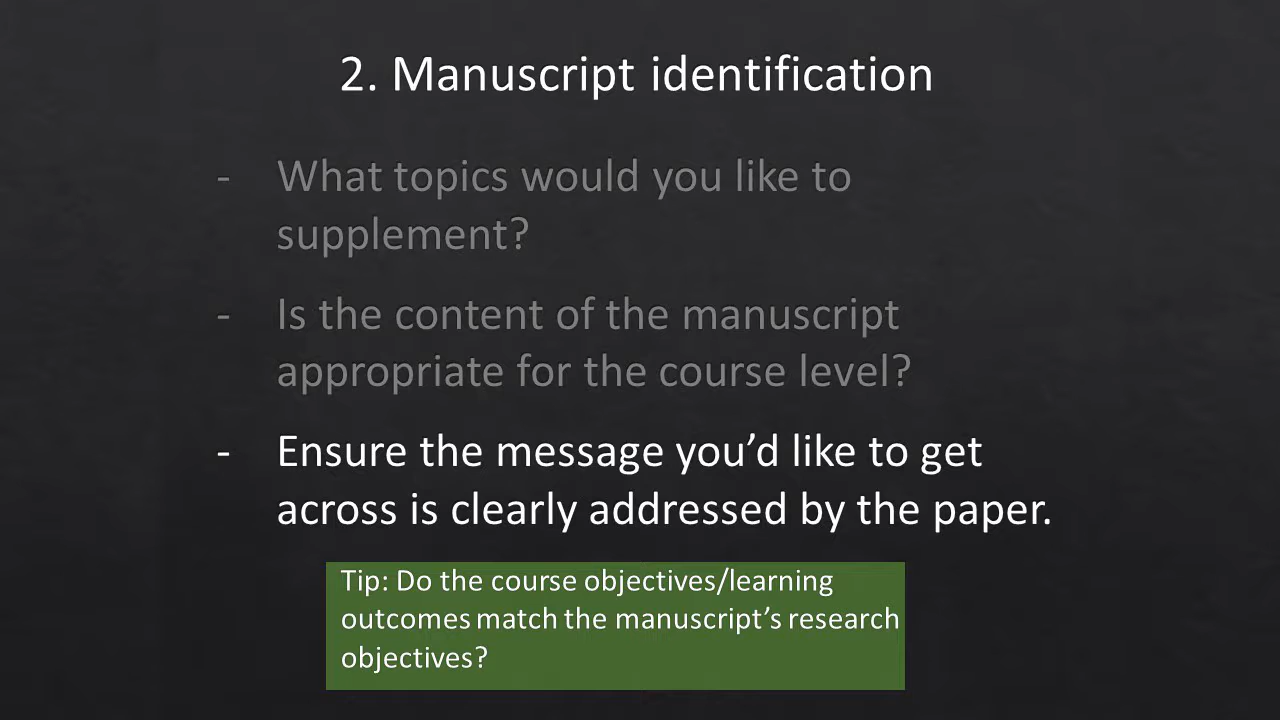 2. Manuscript identification
- What topics would you like to
supplement?
- Is the content of the manuscript
appropriate for the course level?
- Ensure the message you’d like to get
across is clearly addressed by the paper.
Tip: Do the course objectives/learning
outcomes match the manuscript’s research
objectives?